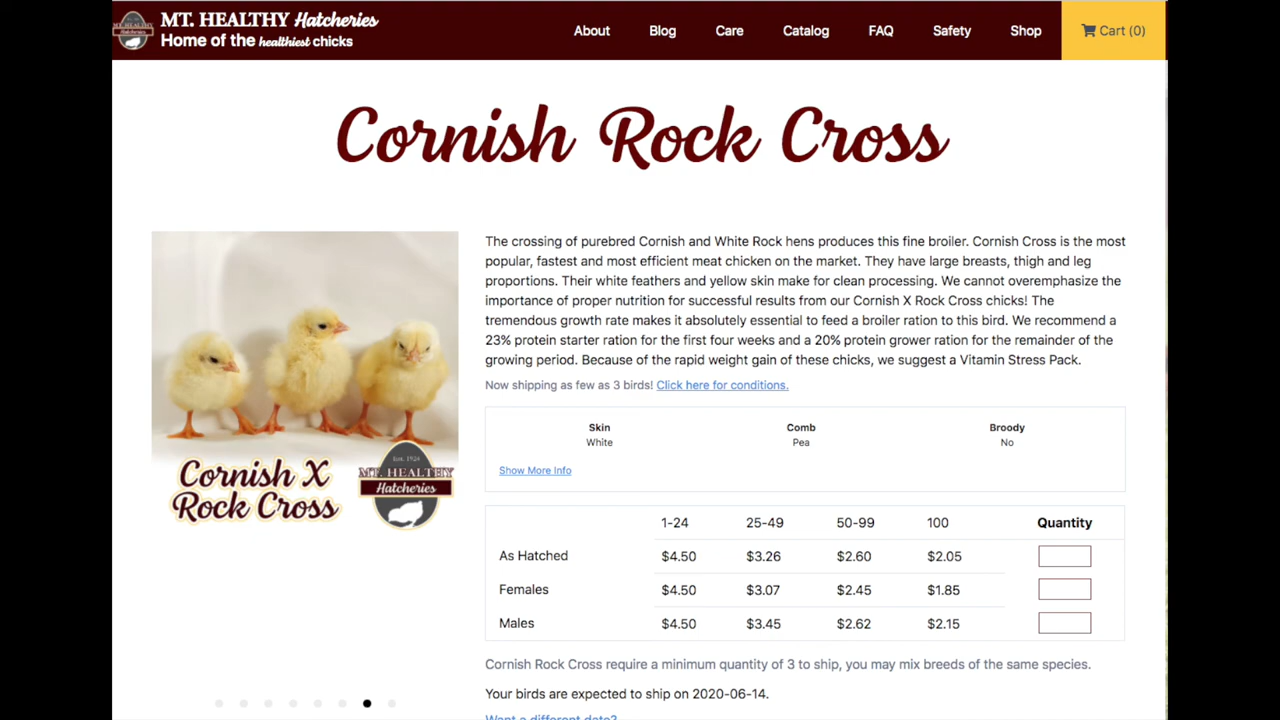 MT. HEALTHY Hatcheries
Home of the healthiest chicks
About Blog Care Catalog FAQ Safety Shop Cart (0)
Cornish Rock Cross
The crossing of purebred Cornish and White Rock hens produces this fine broiler. Cornish Cross is the most
popular, fastest and most efficient meat chicken on the market. They have large breasts, thigh and leg
proportions. Their white feathers and yellow skin make for clean processing. We cannot overemphasize the
importance of proper nutrition for successful results from our Cornish X Rock Cross chicks! The
tremendous growth rate makes it absolutely essential to feed a broiler ration to this bird. We recommend a
23% protein starter ration for the first four weeks and a 20% protein grower ration for the remainder of the
growing period. Because of the rapid weight gain of these chicks, we suggest a Vitamin Stress Pack.
Now shipping as few as 3 birds! Click here for conditions.
Skin Comb Broody
White Pea No
Show More Info
Cornish X
Rock Cross
Est. 1924
MT. HEALTHY
Hatcheries
1-24 25-49 50-99 100 Quantity
As Hatched $4.50 $3.26 $2.60 $2.05
Females $4.50 $3.07 $2.45 $1.85
Males $4.50 $3.45 $2.62 $2.15
Cornish Rock Cross require a minimum quantity of 3 to ship, you may mix breeds of the same species.
Your birds are expected to ship on 2020-06-14.
Want a different date?